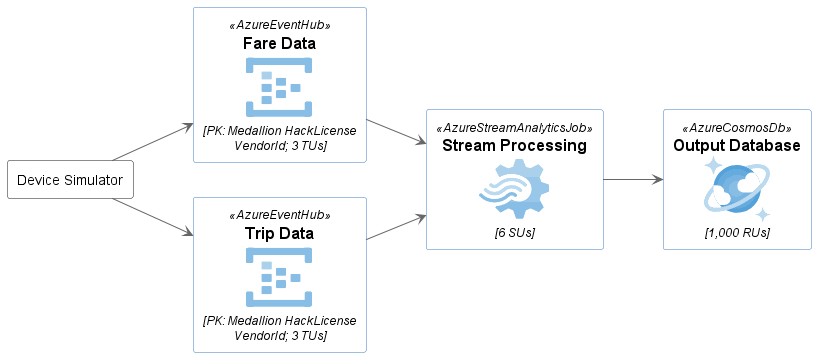 «AzureEventHub»
Fare Data
[PK: Medallion HackLicense
VendorId; 3 TUs]
Device Simulator
«AzureEventHub»
Trip Data
[PK: Medallion HackLicense
VendorId; 3 TUs]
«AzureStreamAnalyticsJob»
Stream Processing
[6 SUs]
«AzureCosmosDb»
Output Database
[1,000 RUs]